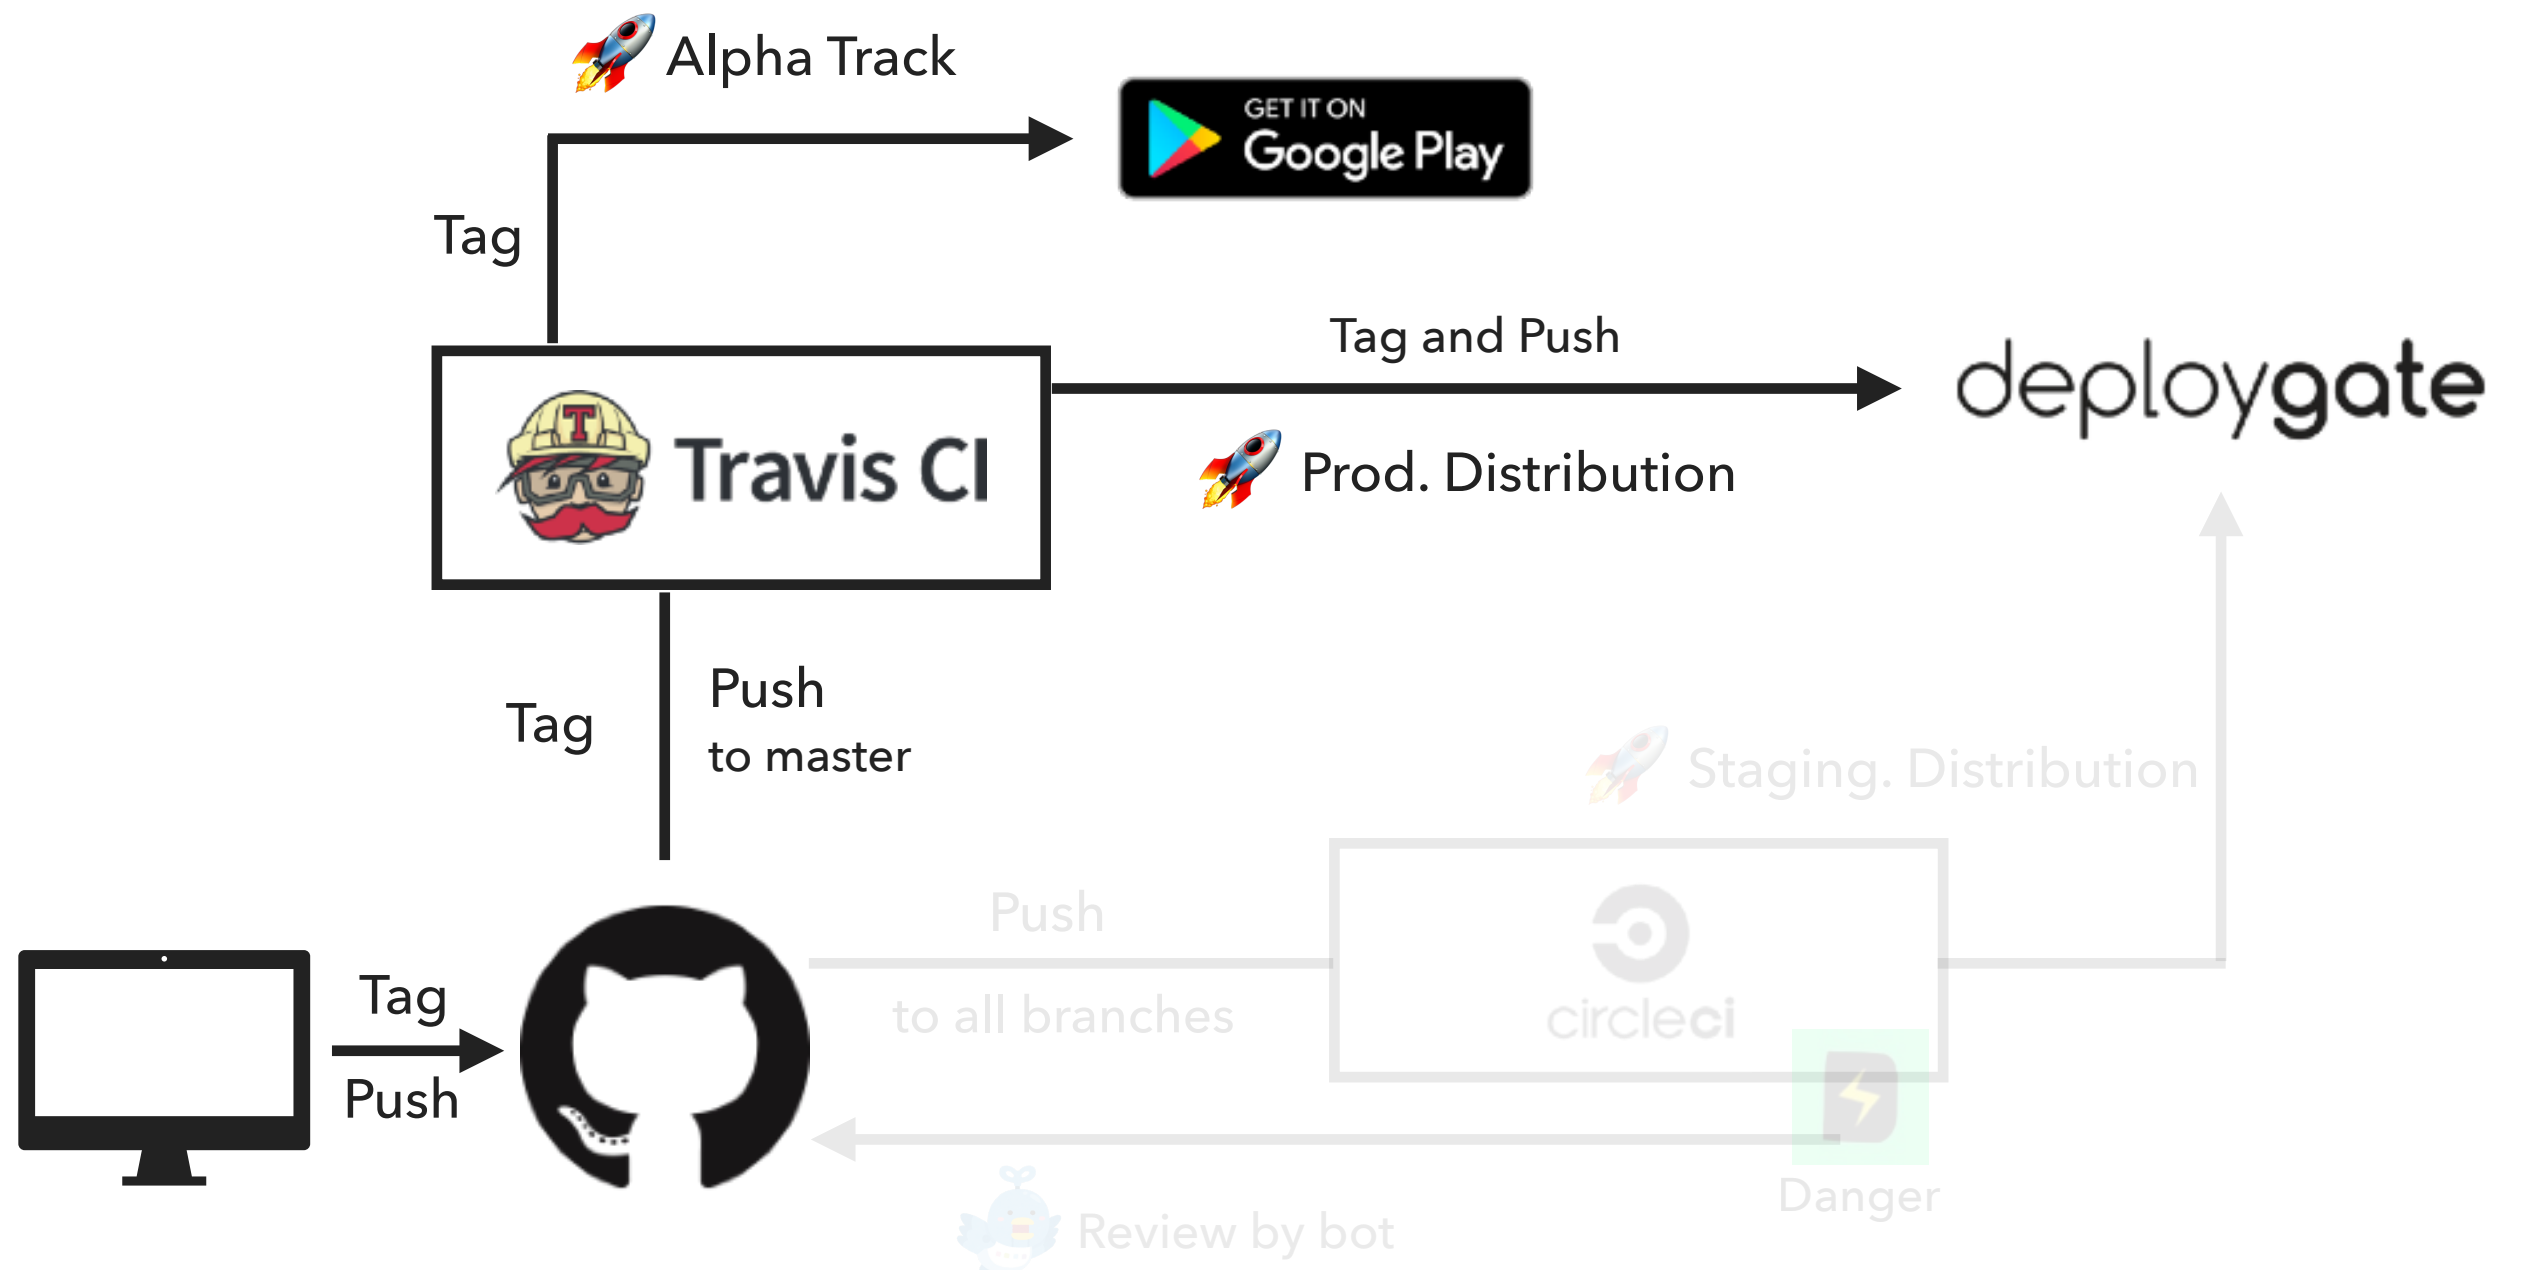 Alpha Track
GET IT ON
Google Play
Tag
Tag and Push
deploygate
T
Travis CI
Prod. Distribution
Push
to master
Tag
Staging. Distribution
Push
to all branches
circleci
Tag
Push
Danger
Review by bot